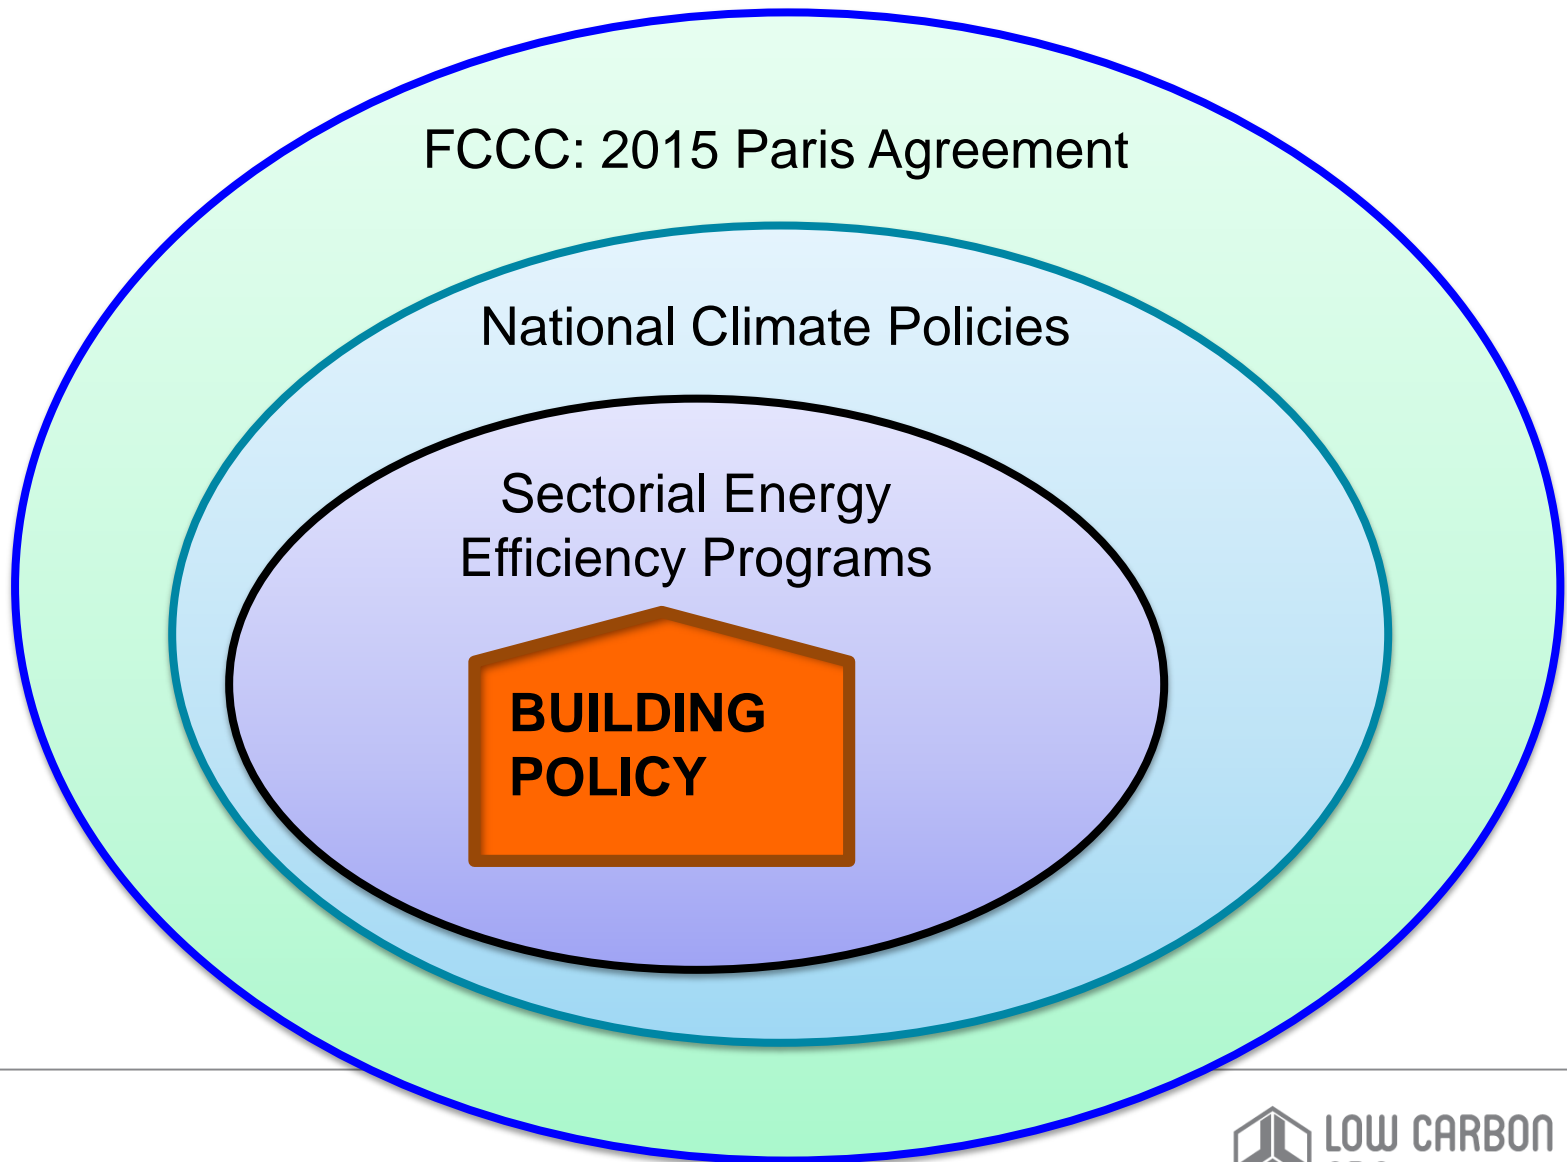 FCCC: 2015 Paris Agreement
National Climate Policies
Sectorial Energy
Efficiency Programs
BUILDING
POLICY
LOW CARBON